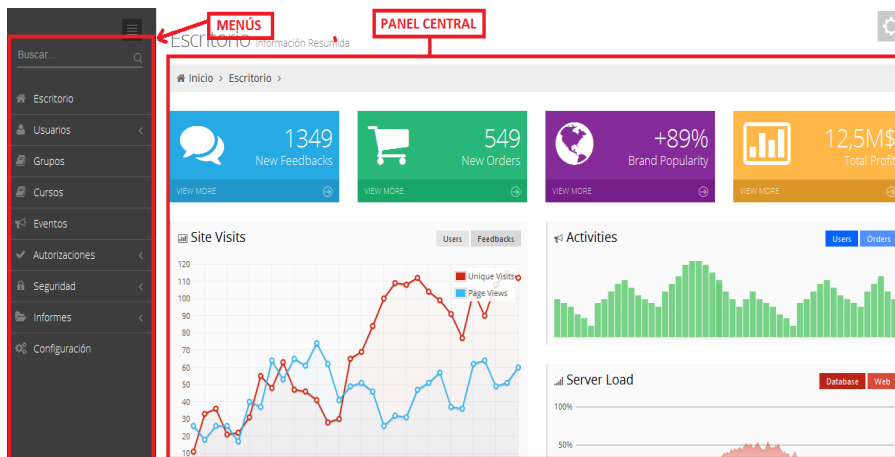 MENÚS
PANEL CENTRAL
Escritorio Información Resumida
Buscar...
Inicio > Escritorio >
Escritorio
Usuarios
Grupos
Cursos
Eventos
Autorizaciones
Seguridad
Informes
Configuración
1349
New Feedbacks
VIEW MORE
549
New Orders
VIEW MORE
+89%
Brand Popularity
VIEW MORE
12,5M$
Total Profit
VIEW MORE
Site Visits
Users Feedbacks
Unique Visits
Page Views
120
110
100
90
80
70
60
50
40
30
20
10
Activities
Users Orders
Server Load
Database Web
100%
50%